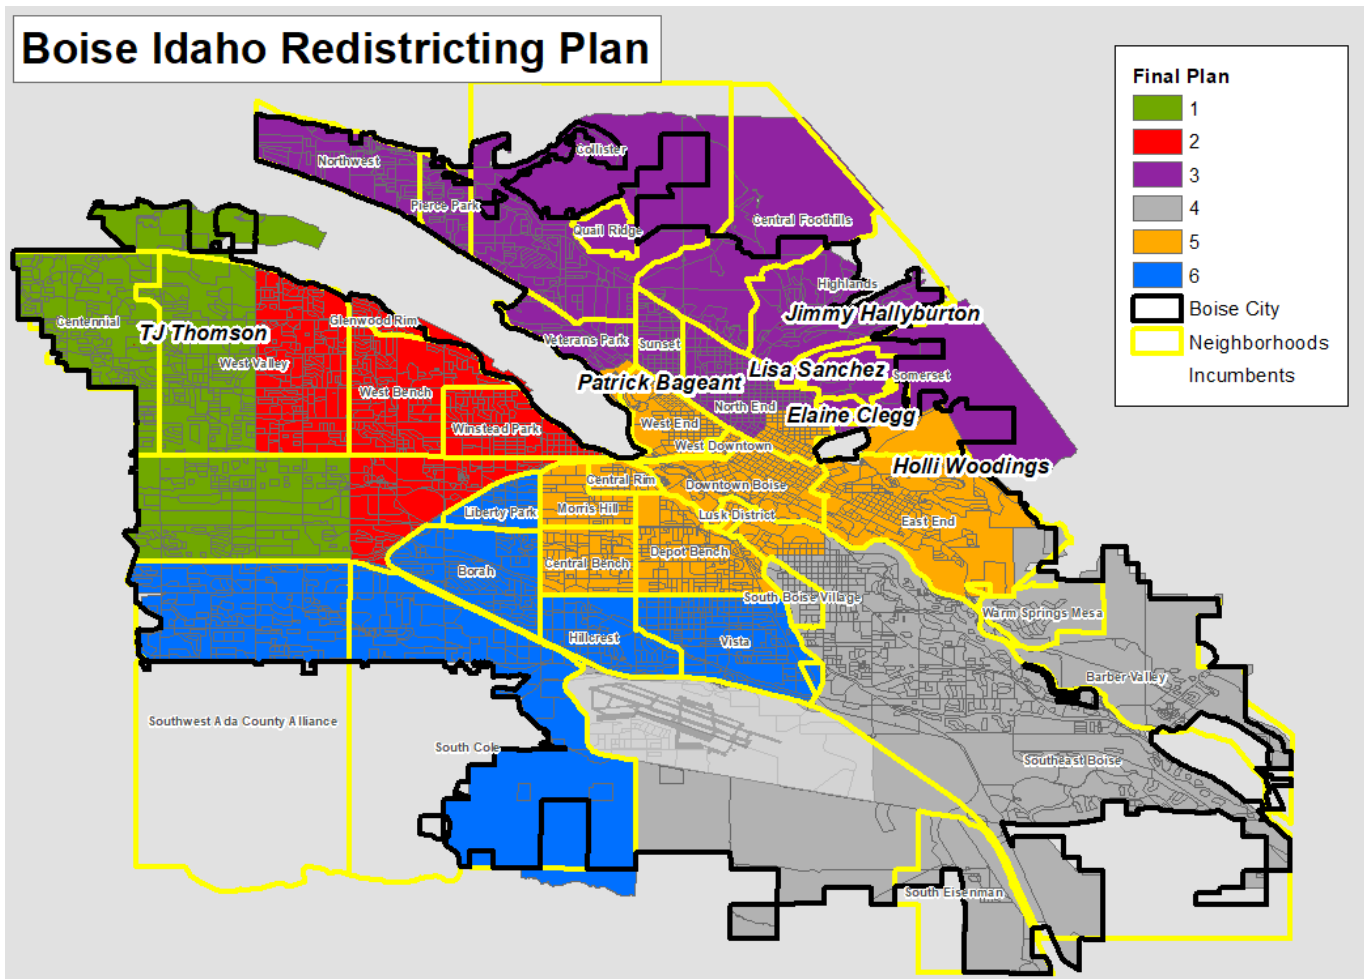 Boise Idaho Redistricting Plan
Final Plan
1
2
3
4
5
6
Boise City
Neighborhoods
Incumbents
Collister
Northwest
Pierce Park
Central Foothills
Quail Ridge
Highlands
Jimmy Hallyburton
Centennial
TJ Thomson
Glenwood Rim
Veterans Park
Sunset
West Valley
Lisa Sanchez
Somerset
Patrick Bageant
West Bench
North End
Elaine Clegg
West End
Winstead Park
West Downtown
Holli Woodings
Central Rim
Downtown Boise
Liberty Park
Morris Hill
Lusk District
East End
Depot Bench
Central Bench
Borah
South Boise Village
Warm Springs Mesa
Hillcrest
Vista
Barber Valley
Southwest Ada County Alliance
South Cole
Southeast Boise
South Eisenman